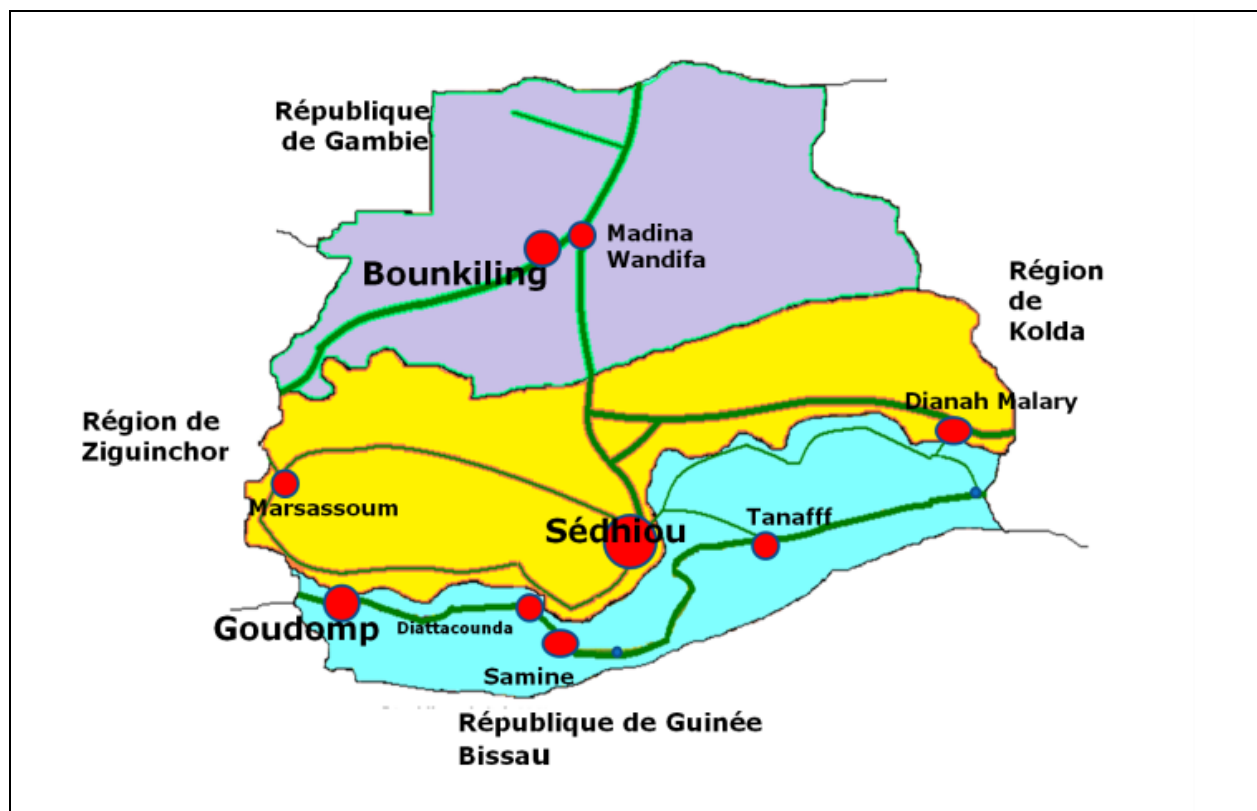 République
de Gambie
Madina
Wandifa
Bounkiling
Région
de
Kolda
Dianah Malary
Région de
Ziguinchor
Marsassoum
Sédhiou
Tanafff
Goudomp
Diattacounda
Samine
République de Guinée
Bissau